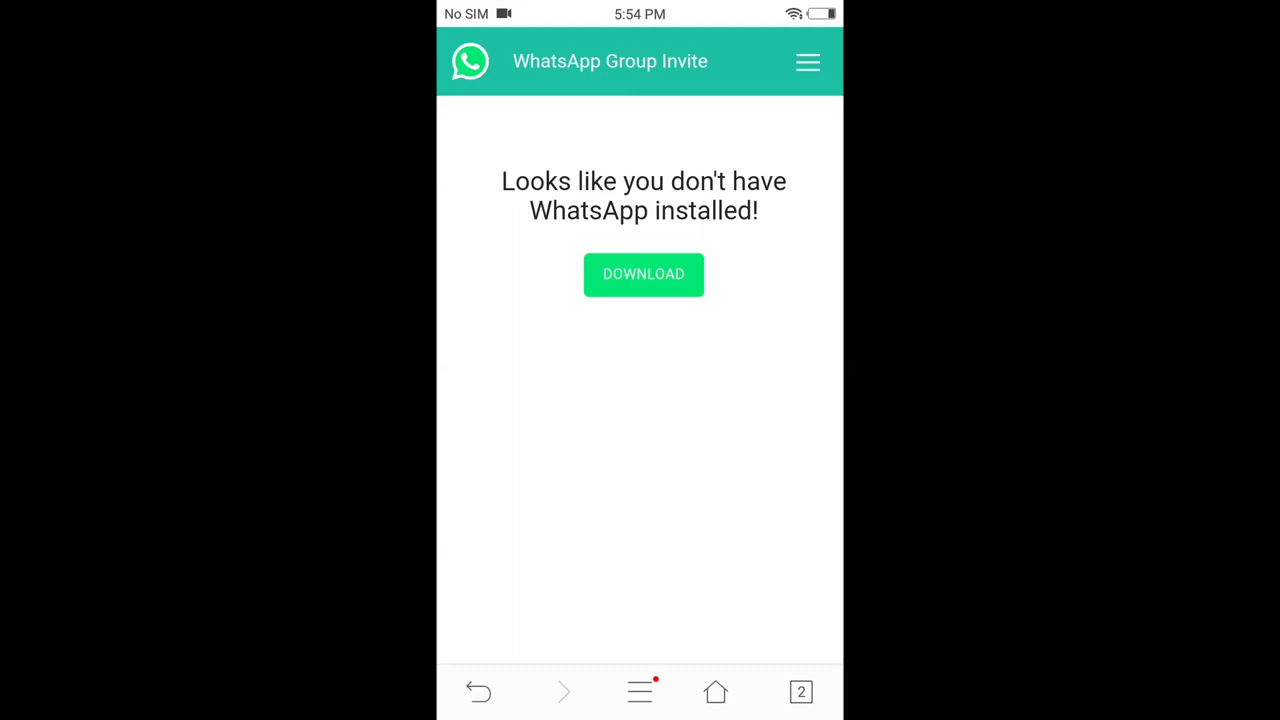 No SIM 5:54 PM
WhatsApp Group Invite
Looks like you don't have
WhatsApp installed!
DOWNLOAD
2